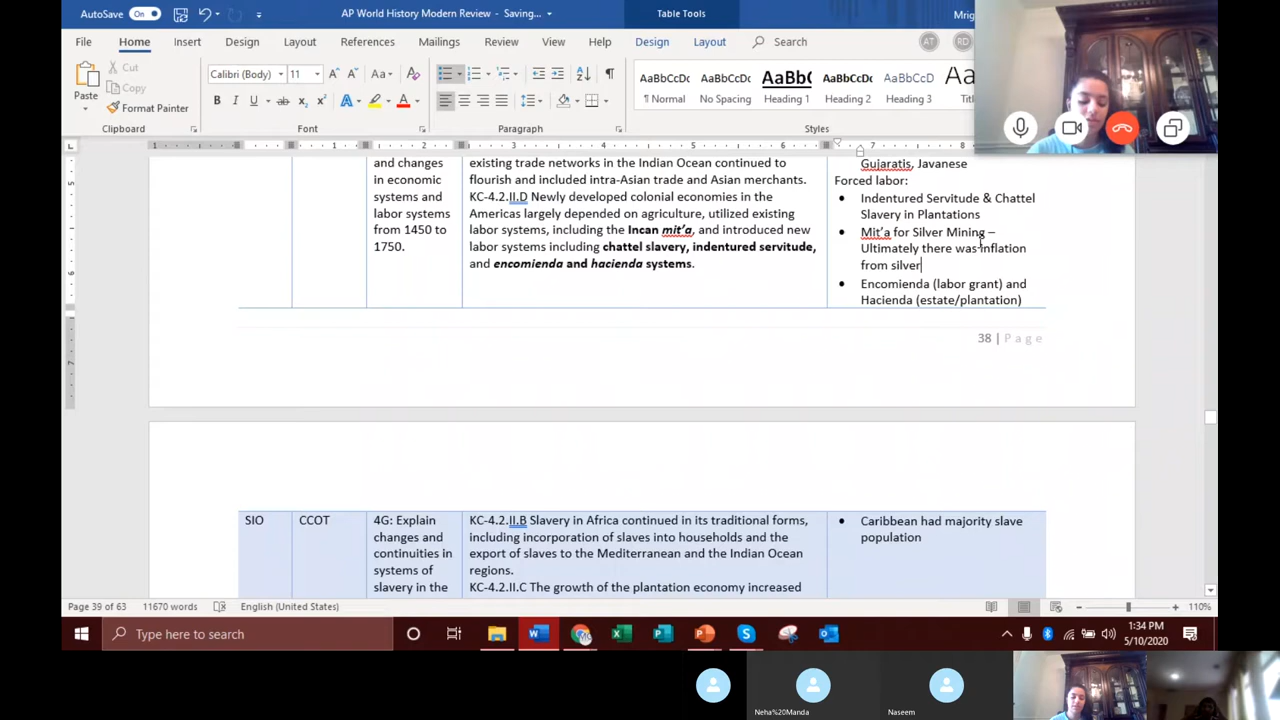 AutoSave On AP World History Modern Review - Saving... Table Tools Mrig
File Home Insert Design Layout References Mailings Review View Help Design Layout Search AT RD
Paste Cut Copy Format Painter
Calibri (Body) 11
AaBbCcDc AaBbCcDc AaBbCc AaBbCcDc AaBbCcD
¶ Normal No Spacing Heading 1 Heading 2 Heading 3
Clipboard Font Paragraph Styles
and changes
in economic
systems and
labor systems
from 1450 to
1750.
existing trade networks in the Indian Ocean continued to
flourish and included intra-Asian trade and Asian merchants.
KC-4.2.II.D Newly developed colonial economies in the
Americas largely depended on agriculture, utilized existing
labor systems, including the Incan mit'a, and introduced new
labor systems including chattel slavery, indentured servitude,
and encomienda and hacienda systems.
Gujaratis, Javanese
Forced labor:
• Indentured Servitude & Chattel
Slavery in Plantations
• Mit'a for Silver Mining –
Ultimately there was inflation
from silver
• Encomienda (labor grant) and
Hacienda (estate/plantation)
38 | Page
SIO
CCOT
4G: Explain
changes and
continuities in
systems of
slavery in the
KC-4.2.II.B Slavery in Africa continued in its traditional forms,
including incorporation of slaves into households and the
export of slaves to the Mediterranean and the Indian Ocean
regions.
KC-4.2.II.C The growth of the plantation economy increased
• Caribbean had majority slave
population
Page 39 of 63 11670 words English (United States) 110%
Type here to search
1:34 PM
5/10/2020
Neha%20Manda Naseem